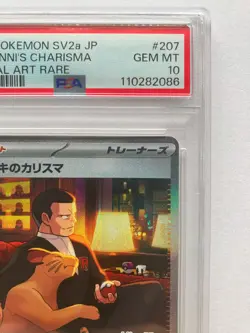 OKEMON SV2a JP #207
NNI'S CHARISMA GEM MT
AL ART RARE 10
PSA 110282086
ト トレーナーズ
キのカリスマ